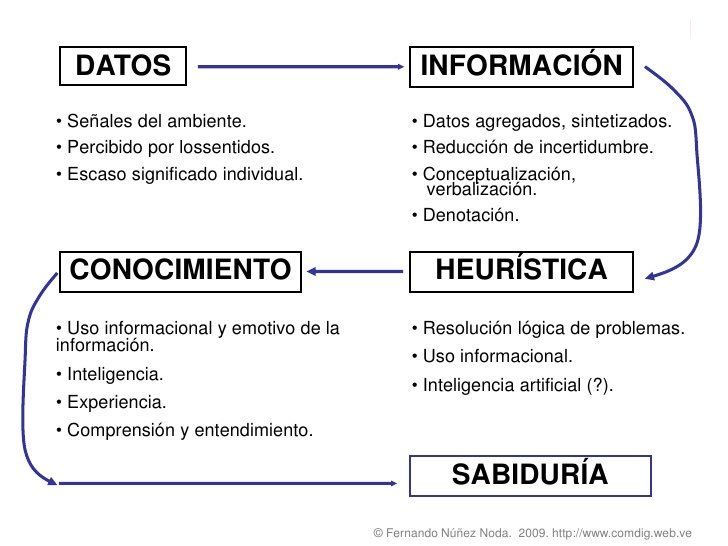 DATOS
• Señales del ambiente.
• Percibido por lossentidos.
• Escaso significado individual.
INFORMACIÓN
• Datos agregados, sintetizados.
• Reducción de incertidumbre.
• Conceptualización,
verbalización.
• Denotación.
HEURÍSTICA
• Resolución lógica de problemas.
• Uso informacional.
• Inteligencia artificial (?).
CONOCIMIENTO
• Uso informacional y emotivo de la
información.
• Inteligencia.
• Experiencia.
• Comprensión y entendimiento.
SABIDURÍA
© Fernando Núñez Noda. 2009. http://www.comdig.web.ve